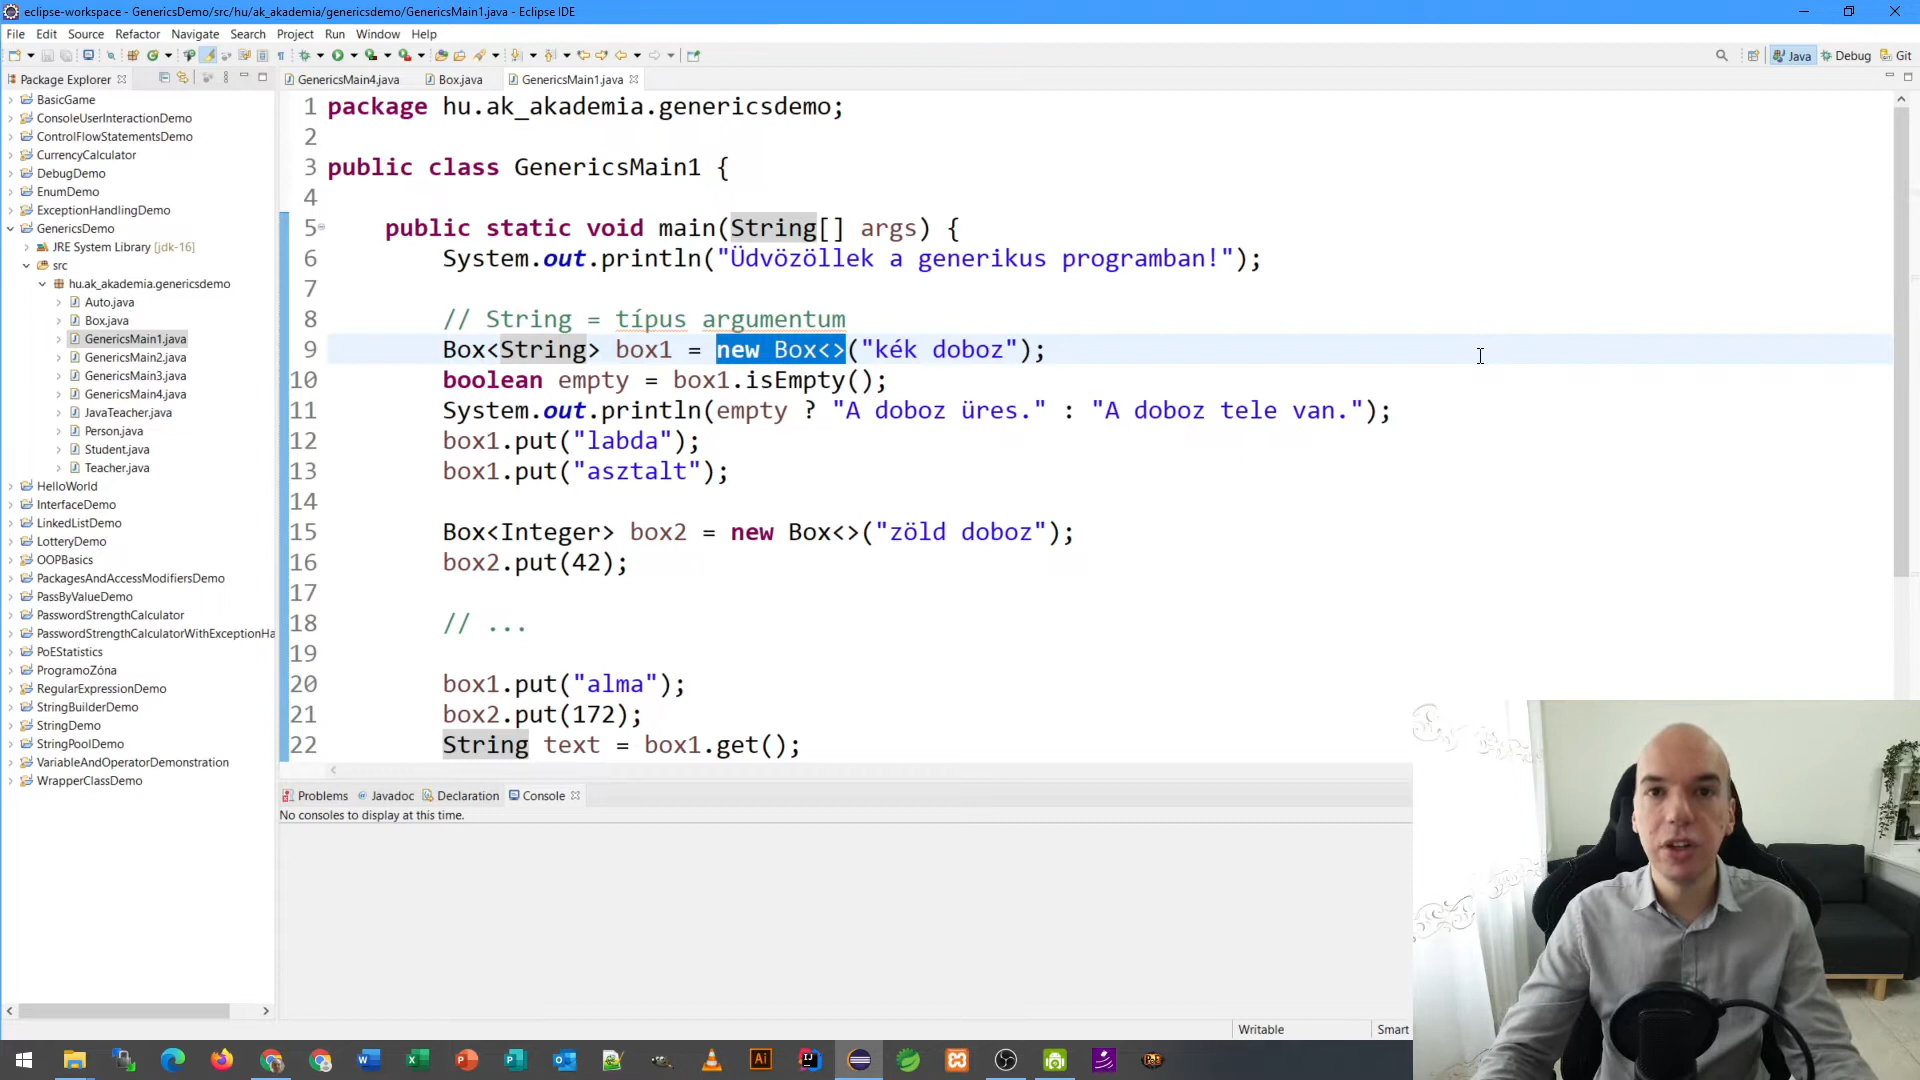 eclipse-workspace - GenericsDemo/src/hu/ak_akademia/genericsdemo/GenericsMain1.java - Eclipse IDE
File Edit Source Refactor Navigate Search Project Run Window Help
Java Debug Git
Package Explorer
GenericsMain4.java Box.java GenericsMain1.java
BasicGame
ConsoleUserInteractionDemo
ControlFlowStatementsDemo
CurrencyCalculator
DebugDemo
EnumDemo
ExceptionHandlingDemo
GenericsDemo
JRE System Library [jdk-16]
src
hu.ak_akademia.genericsdemo
Auto.java
Box.java
GenericsMain1.java
GenericsMain2.java
GenericsMain3.java
GenericsMain4.java
JavaTeacher.java
Person.java
Student.java
Teacher.java
HelloWorld
InterfaceDemo
LinkedListDemo
LotteryDemo
OOPBasics
PackagesAndAccessModifiersDemo
PassByValueDemo
PasswordStrengthCalculator
PasswordStrengthCalculatorWithExceptionHa
PoEStatistics
ProgramoZóna
RegularExpressionDemo
StringBuilderDemo
StringDemo
StringPoolDemo
VariableAndOperatorDemonstration
WrapperClassDemo
1 package hu.ak_akademia.genericsdemo;
2
3 public class GenericsMain1 {
4
5 public static void main(String[] args) {
6 System.out.println("Üdvözöllek a generikus programban!");
7
8 // String = típus argumentum
9 Box<String> box1 = new Box<>("kék doboz");
10 boolean empty = box1.isEmpty();
11 System.out.println(empty ? "A doboz üres." : "A doboz tele van.");
12 box1.put("labda");
13 box1.put("asztalt");
14
15 Box<Integer> box2 = new Box<>("zöld doboz");
16 box2.put(42);
17
18 // ...
19
20 box1.put("alma");
21 box2.put(172);
22 String text = box1.get();
Problems Javadoc Declaration Console
No consoles to display at this time.
Writable Smart